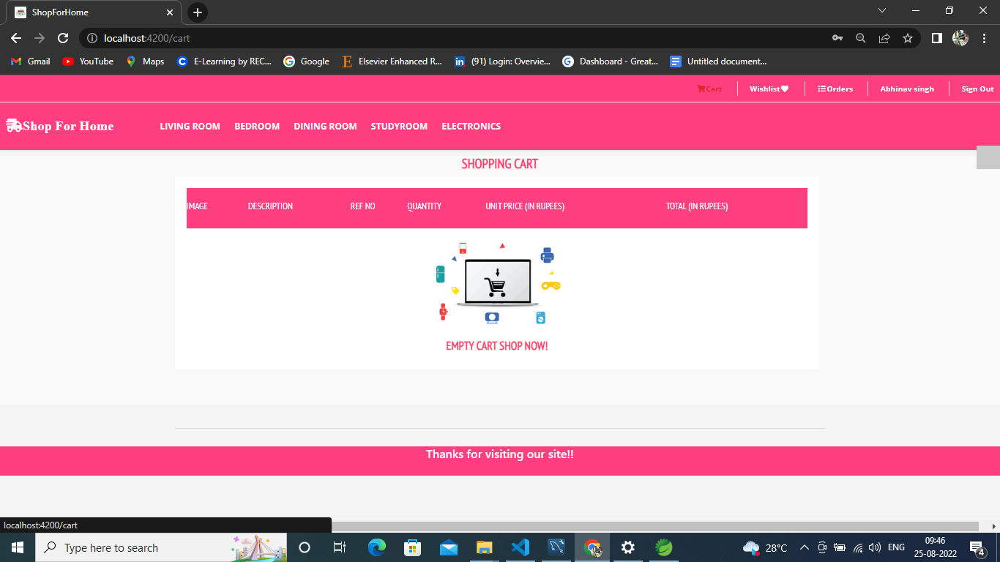 ShopForHome
localhost:4200/cart
Gmail YouTube Maps E-Learning by REC... Google Elsevier Enhanced R... (91) Login: Overvie... Dashboard - Great... Untitled document...
Cart Wishlist Orders Abhinav singh Sign Out
Shop For Home LIVING ROOM BEDROOM DINING ROOM STUDYROOM ELECTRONICS
SHOPPING CART
IMAGE DESCRIPTION REF NO QUANTITY UNIT PRICE (IN RUPEES) TOTAL (IN RUPEES)
EMPTY CART SHOP NOW!
Thanks for visiting our site!!
localhost:4200/cart
Type here to search 28°C ENG 09:46
25-08-2022 4